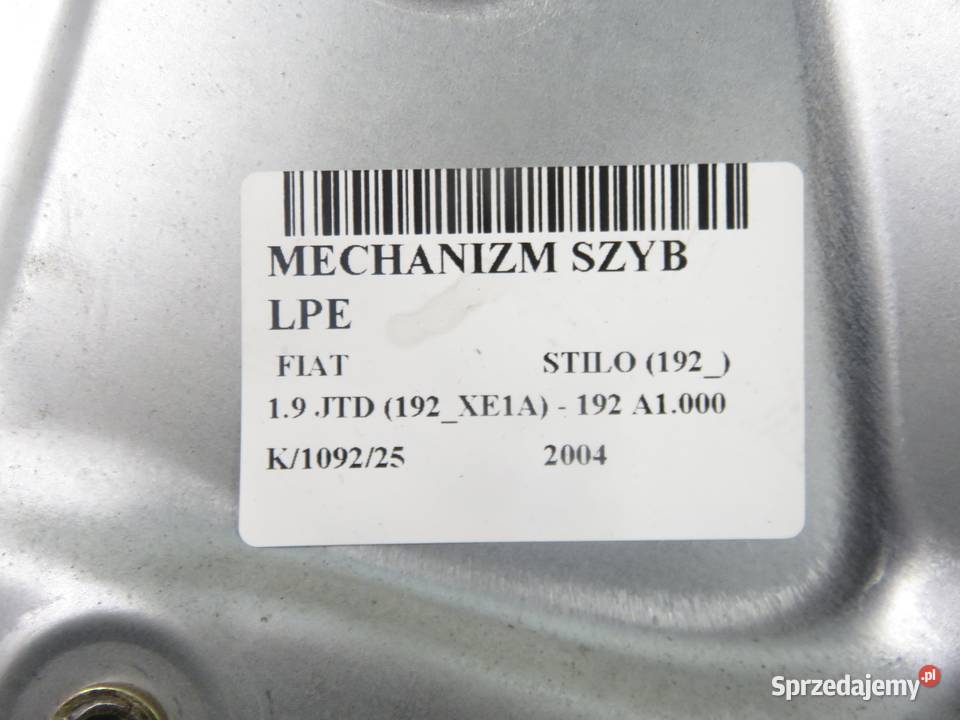 MECHANIZM SZYB
LPE
FIAT STILO (192_)
1.9 JTD (192_XE1A) - 192 A1.000
K/1092/25 2004
Sprzedajemy.pl